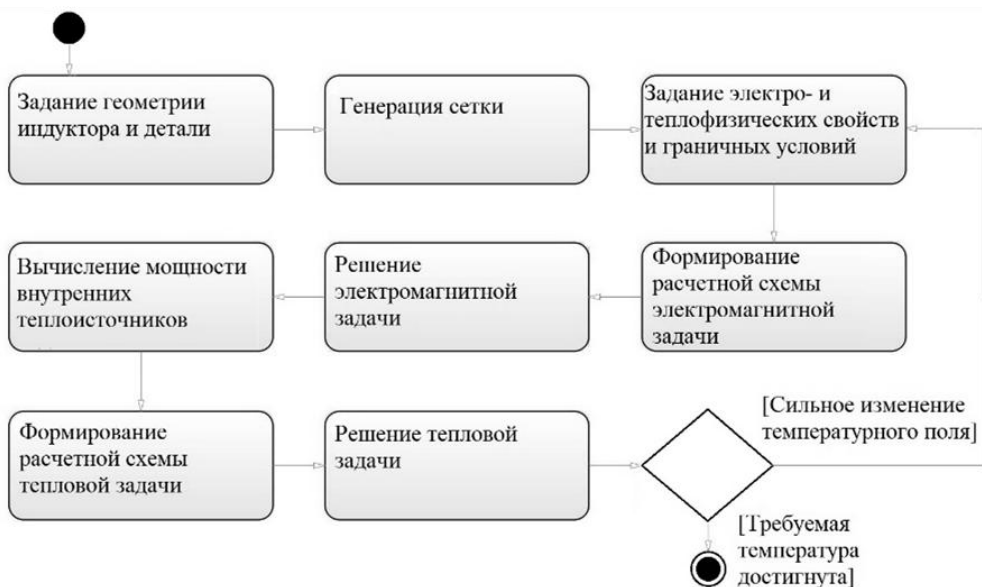 Задание геометрии
индуктора и детали
Генерация сетки
Задание электро- и
теплофизических свойств
и граничных условий
Формирование
расчетной схемы
электромагнитной
задачи
Решение
электромагнитной
задачи
Вычисление мощности
внутренних
теплоисточников
Формирование
расчетной схемы
тепловой задачи
Решение тепловой
задачи
[Сильное изменение
температурного поля]
[Требуемая
температура
достигнута]